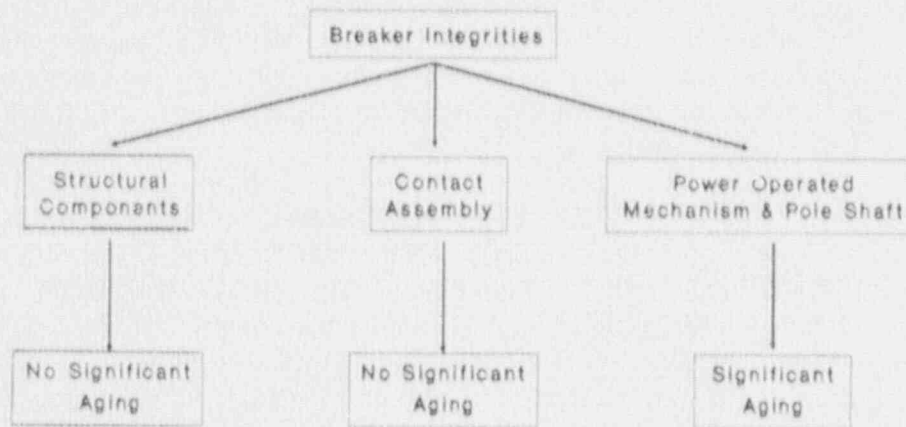 Breaker Integrities
Structural
Components
Contact
Assembly
Power Operated
Mechanism & Pole Shaft
No Significant
Aging
No Significant
Aging
Significant
Aging